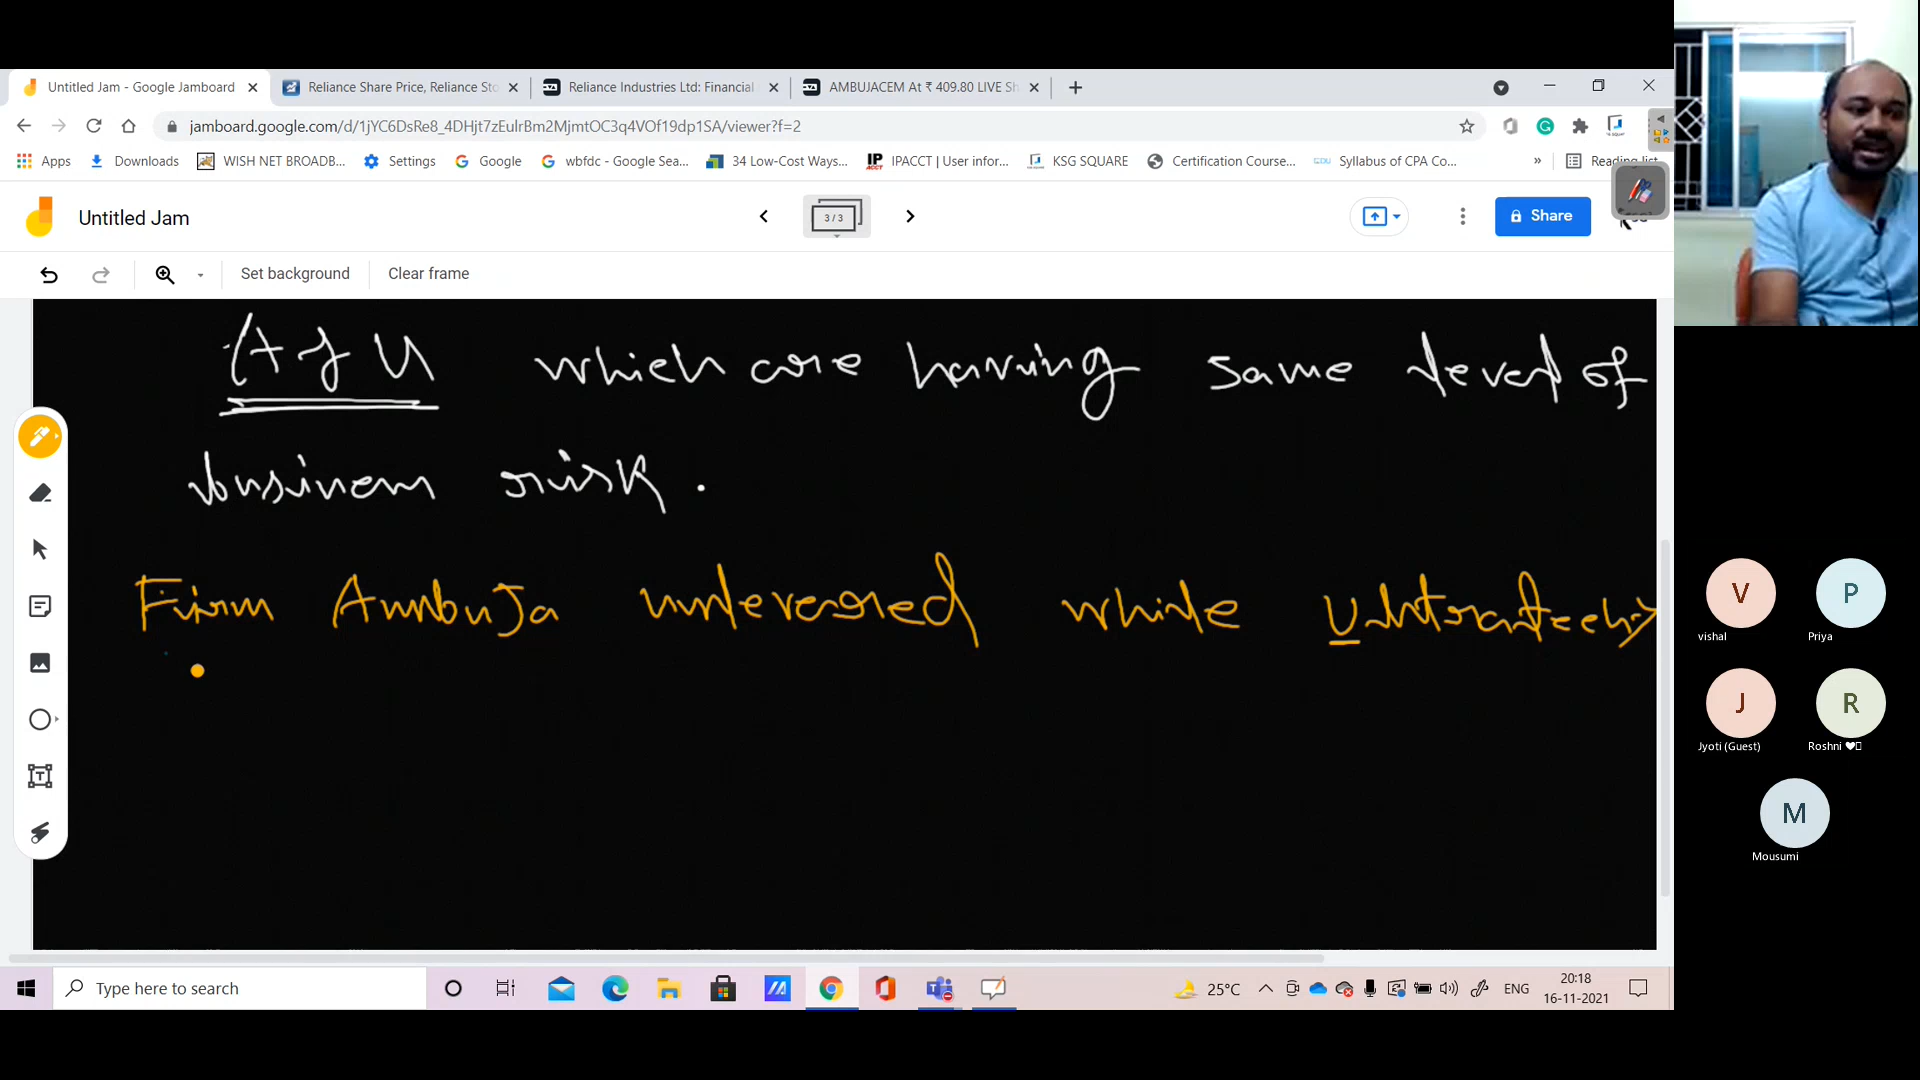 Untitled Jam - Google Jamboard
Reliance Share Price, Reliance Sto
Reliance Industries Ltd: Financial
AMBUJACEM At ₹ 409.80 LIVE Sh
jamboard.google.com/d/1jYC6DsRe8_4DHjt7zEulrBm2MjmtOC3q4VOf19dp1SA/viewer?f=2
Apps Downloads WISH NET BROADB... Settings Google wbfdc - Google Sea... 34 Low-Cost Ways... IPACCT | User infor... KSG SQUARE Certification Course... Syllabus of CPA Co... » Reading list
Untitled Jam
3 / 3
Share
Set background Clear frame
which are having same level of
business risk.
Firm Ambuja unlevered while Ultratech
V
vishal
P
Priya
J
Jyoti (Guest)
R
Roshni ❤
M
Mousumi
Type here to search
25°C
ENG
20:18
16-11-2021